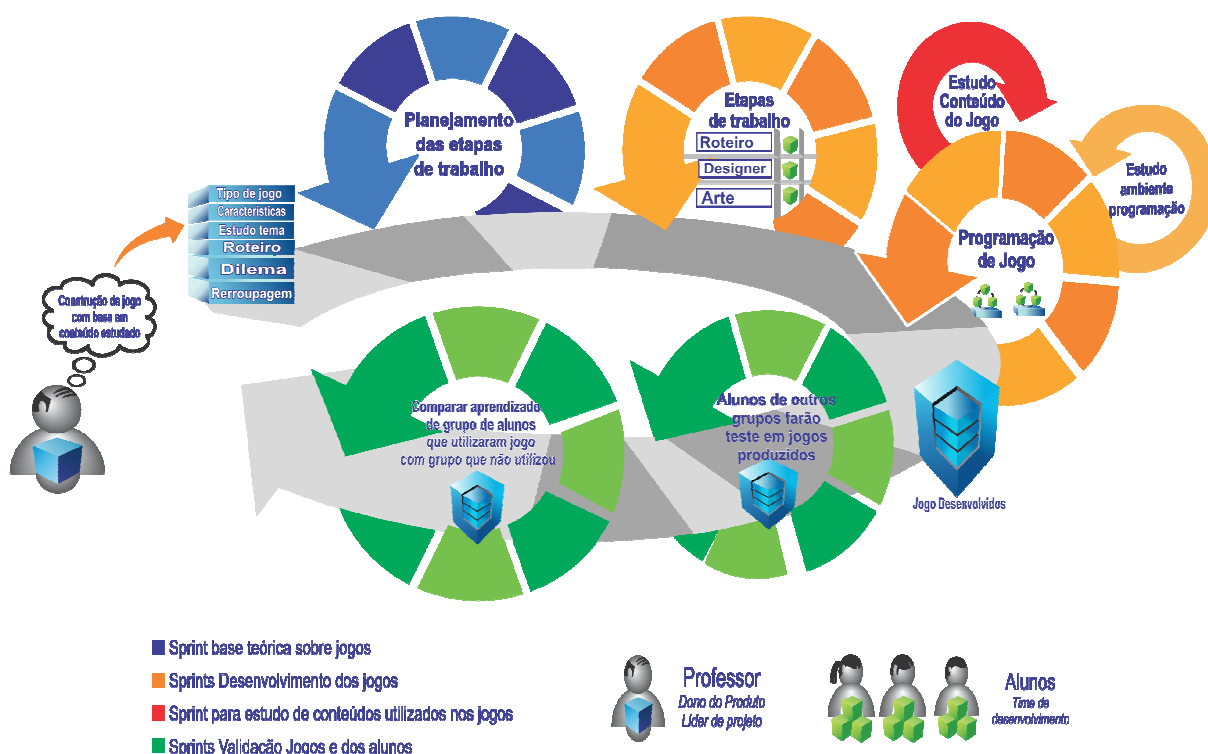 Planejamento
das etapas
de trabalho
Etapas
de trabalho
Roteiro
Designer
Arte
Estudo
Conteúdo
do Jogo
Estudo
ambiente
programação
Programação
de Jogo
Tipo de jogo
Características
Estudo tema
Roteiro
Dilema
Rerroupagem
Construção de jogo
com base em
conteúdo estudado
Comparar aprendizado
de grupo de alunos
que utilizaram jogo
com grupo que não utilizou
Alunos de outros
grupos farão
teste em jogos
produzidos
Jogo Desenvolvidos
Sprint base teórica sobre jogos
Sprints Desenvolvimento dos jogos
Sprint para estudo de conteúdos utilizados nos jogos
Sprints Validação Jogos e dos alunos
Professor
Dono do Produto
Lider de projeto
Alunos
Time de
desenvolvimento